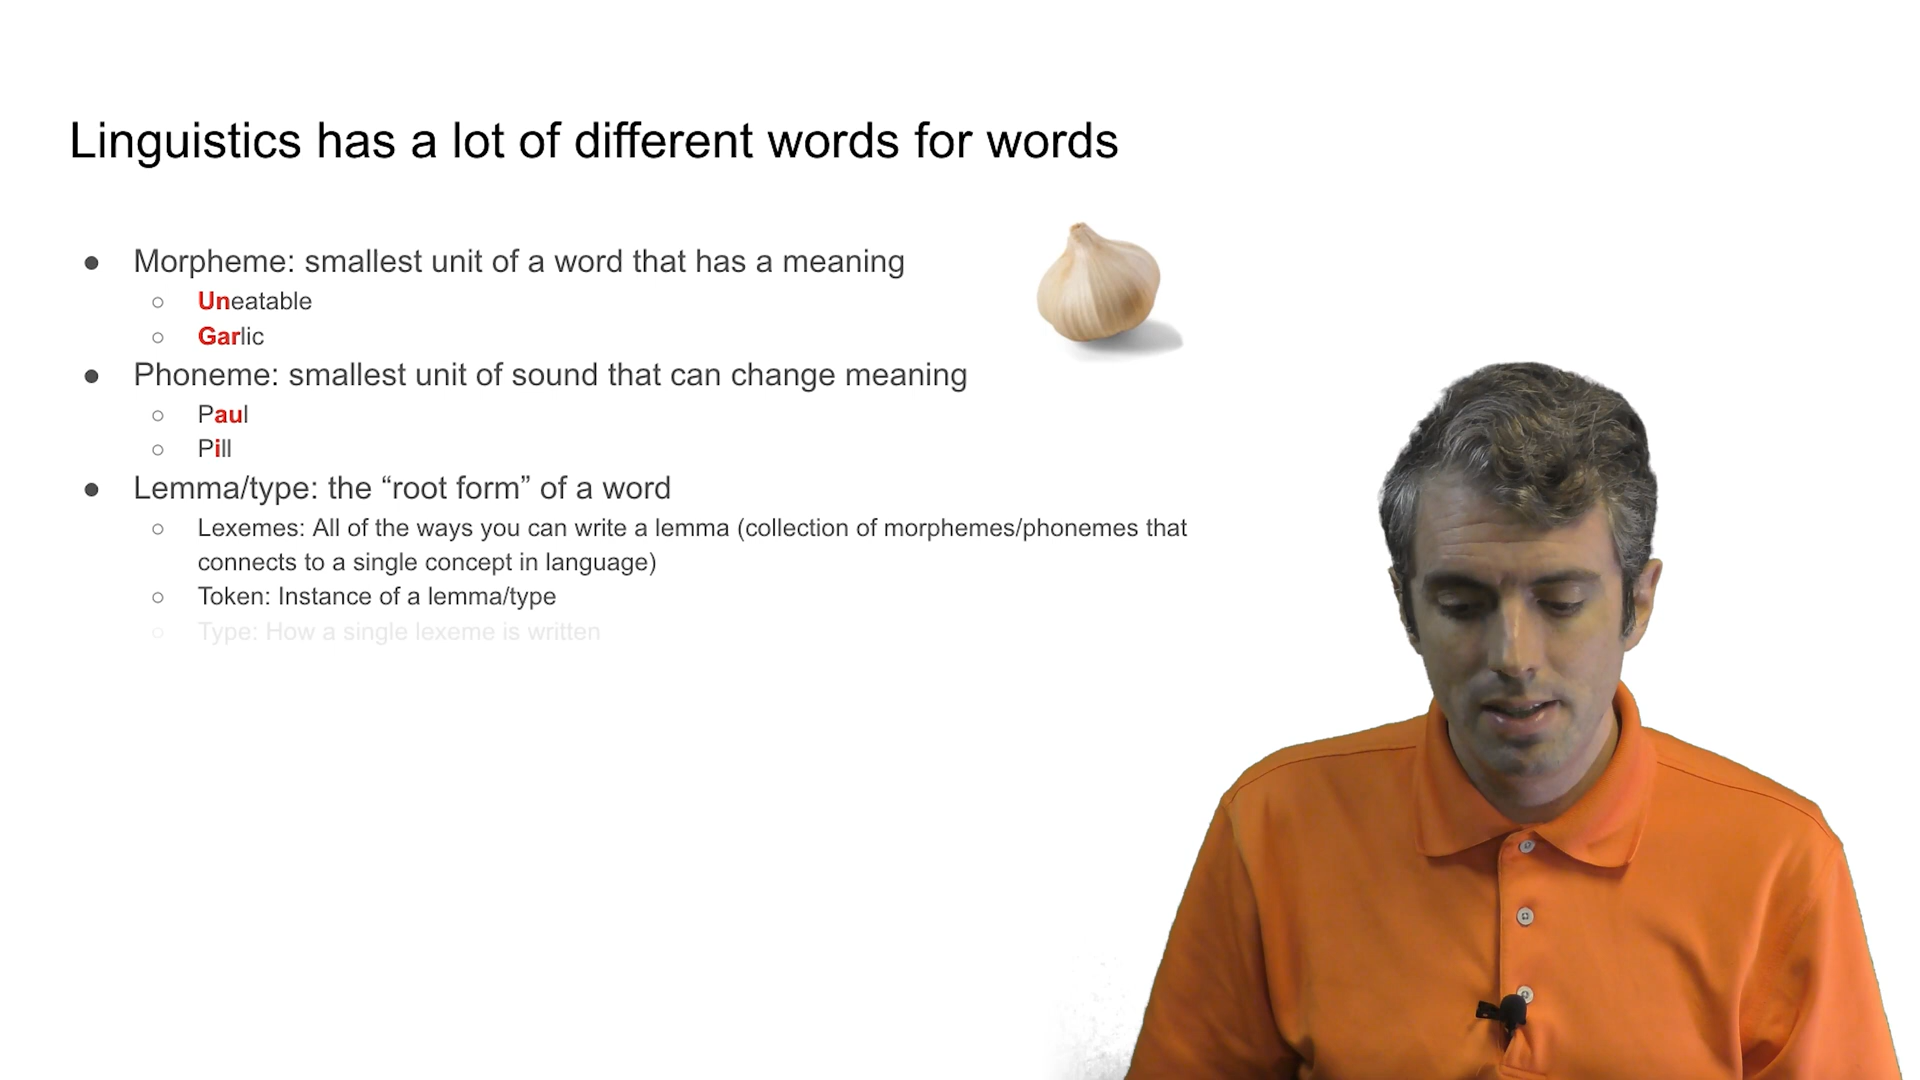 Linguistics has a lot of different words for words
● Morpheme: smallest unit of a word that has a meaning
○ Uneatable
○ Garlic
● Phoneme: smallest unit of sound that can change meaning
○ Paul
○ Pill
● Lemma/type: the “root form” of a word
○ Lexemes: All of the ways you can write a lemma (collection of morphemes/phonemes that
connects to a single concept in language)
○ Token: Instance of a lemma/type
○ Type: How a single lexeme is written